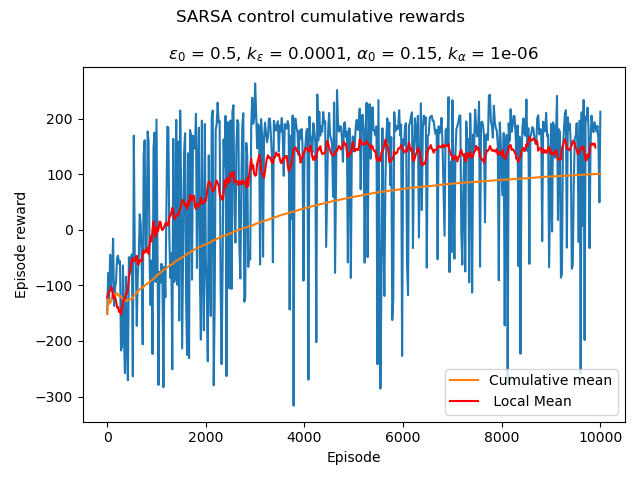 SARSA control cumulative rewards
ε₀ = 0.5, kε = 0.0001, α₀ = 0.15, kα = 1e-06
Episode reward
200
100
0
−100
−200
−300
0
2000
4000
6000
8000
10000
Episode
Cumulative mean
Local Mean